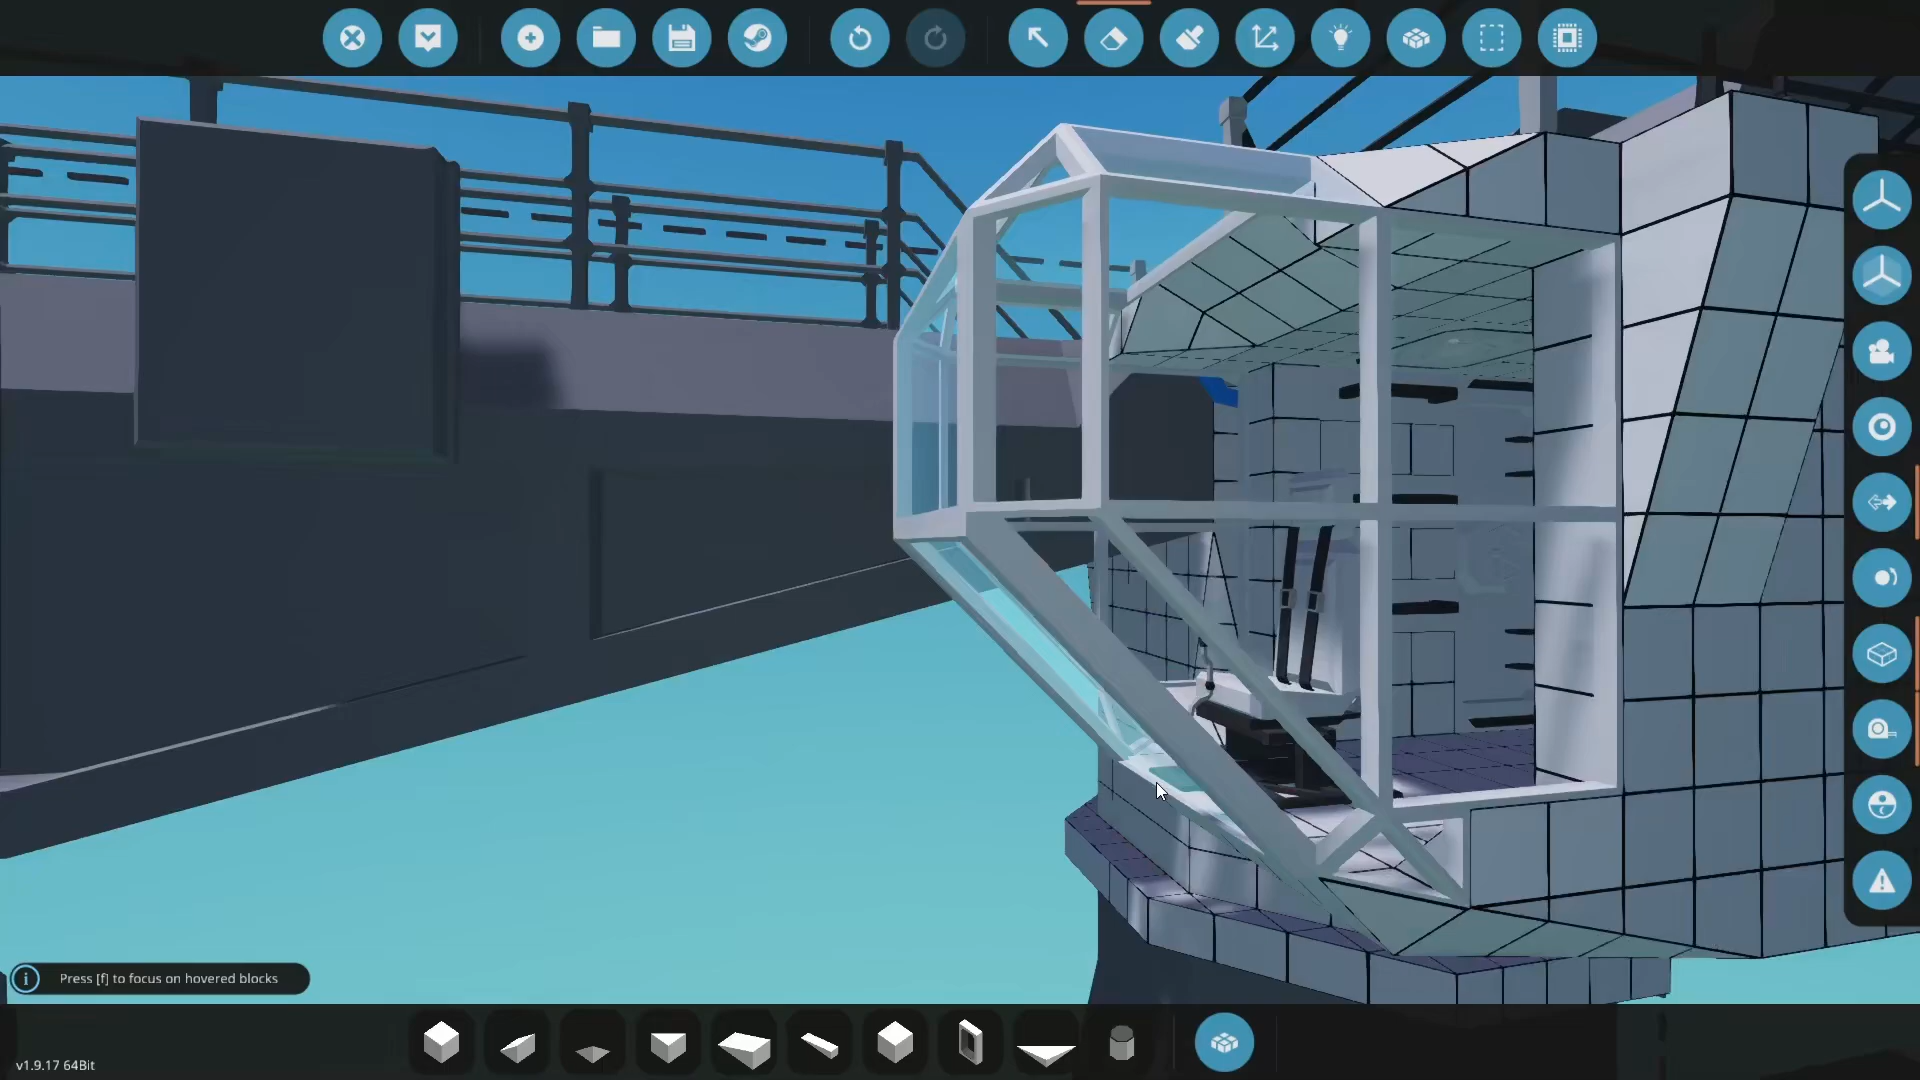 Press [f] to focus on hovered blocks
v1.9.17 64Bit